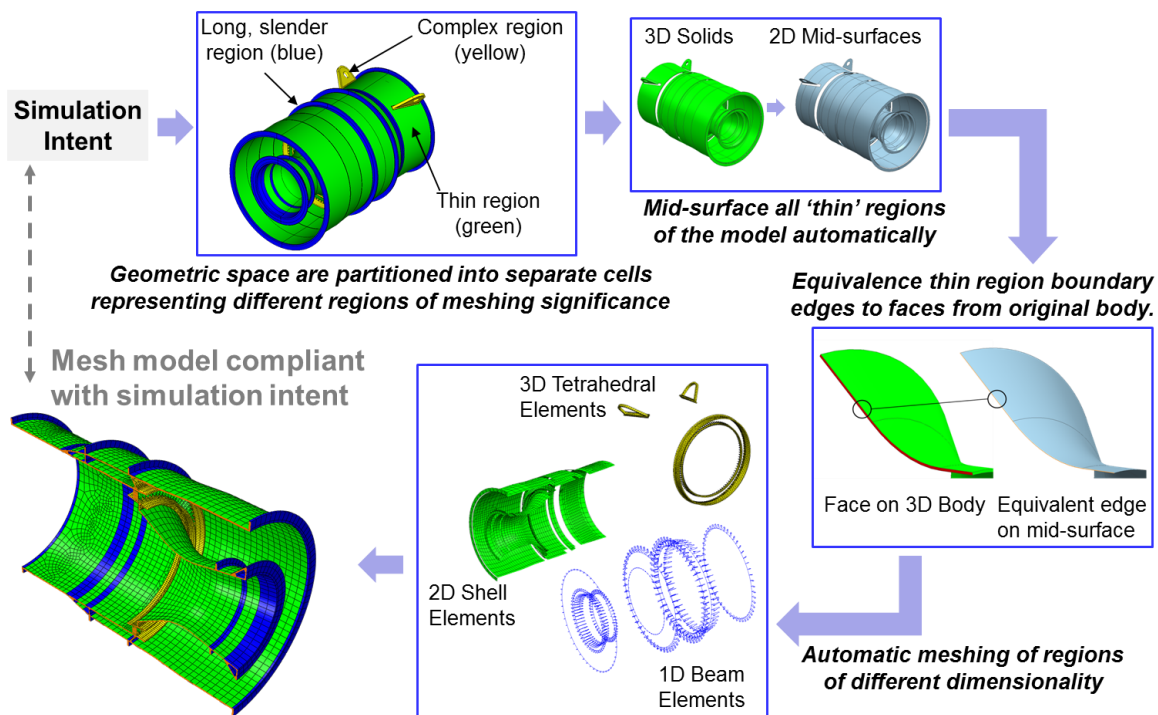 Simulation
Intent
Long, slender
region (blue)
Complex region
(yellow)
Thin region
(green)
Geometric space are partitioned into separate cells
representing different regions of meshing significance
3D Solids
2D Mid-surfaces
Mid-surface all ‘thin’ regions
of the model automatically
Equivalence thin region boundary
edges to faces from original body.
Face on 3D Body
Equivalent edge
on mid-surface
Automatic meshing of regions
of different dimensionality
3D Tetrahedral
Elements
2D Shell
Elements
1D Beam
Elements
Mesh model compliant
with simulation intent